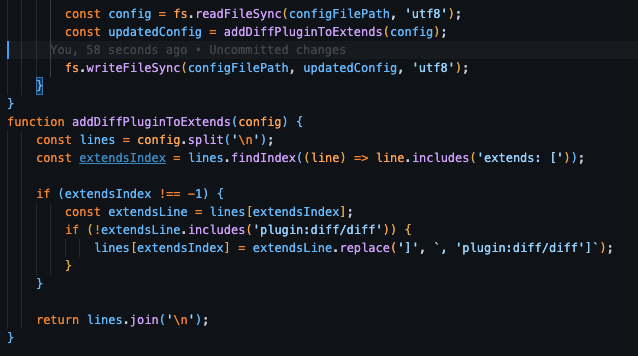 const config = fs.readFileSync(configFilePath, 'utf8');
const updatedConfig = addDiffPluginToExtends(config);
You, 58 seconds ago • Uncommitted changes
fs.writeFileSync(configFilePath, updatedConfig, 'utf8');
}
}
function addDiffPluginToExtends(config) {
const lines = config.split('\n');
const extendsIndex = lines.findIndex((line) => line.includes('extends: ['));
if (extendsIndex !== -1) {
const extendsLine = lines[extendsIndex];
if (!extendsLine.includes('plugin:diff/diff')) {
lines[extendsIndex] = extendsLine.replace(']', `, 'plugin:diff/diff']`);
}
}
return lines.join('\n');
}